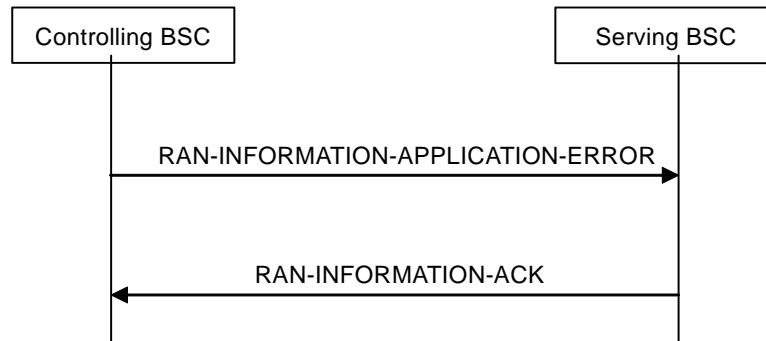 Controlling BSC
Serving BSC
RAN-INFORMATION-APPLICATION-ERROR
RAN-INFORMATION-ACK